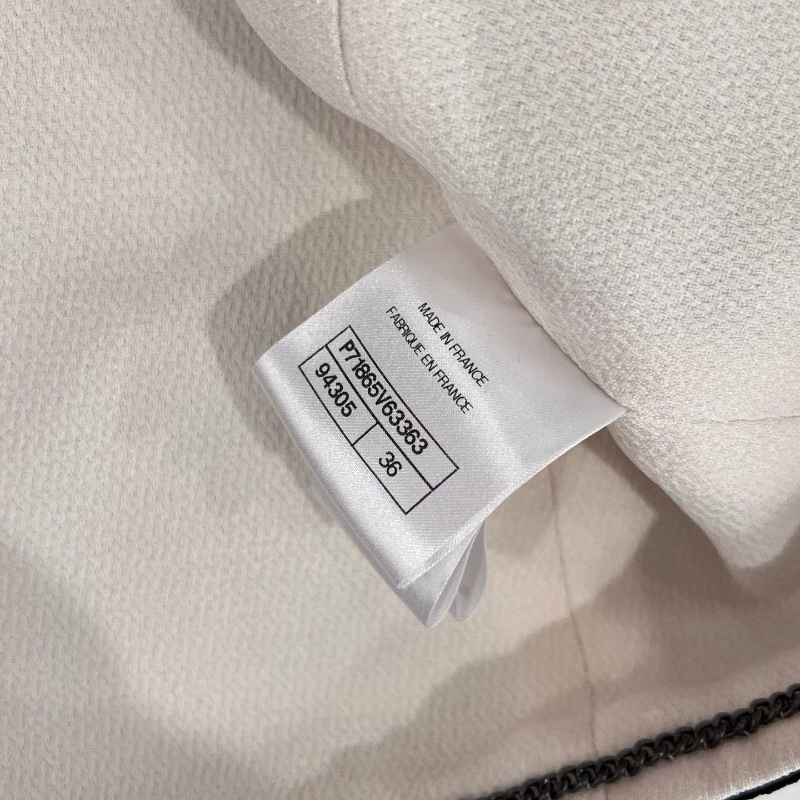 MADE IN FRANCE
FABRIQUE EN FRANCE
P71865V63363
94305 36